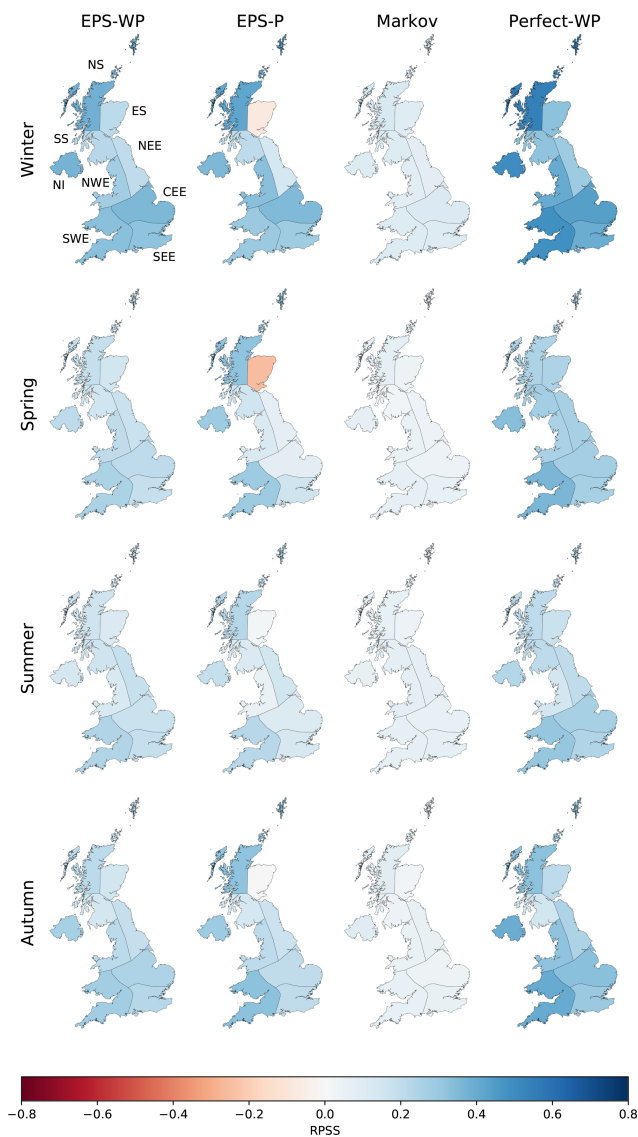 EPS-WP EPS-P Markov Perfect-WP
Winter
NS
ES
SS
NEE
NI
NWE
CEE
SWE
SEE
Spring
Summer
Autumn
−0.8 −0.6 −0.4 −0.2 0.0 0.2 0.4 0.6 0.8
RPSS